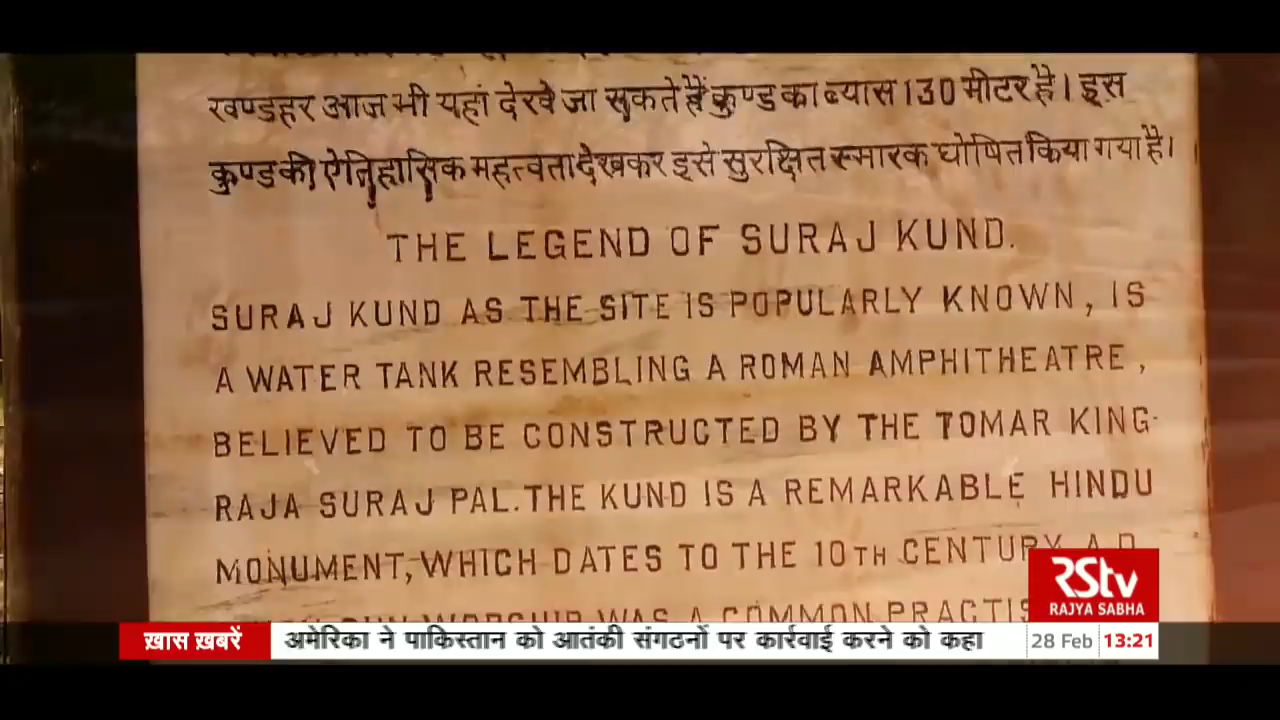 खण्डहर आज भी यहां देखे जा सकते हैं कुण्ड का व्यास 130 मीटर है। इस
कुण्ड की ऐतिहासिक महत्वता देखकर इसे सुरक्षित स्मारक घोषित किया गया है।
THE LEGEND OF SURAJ KUND.
SURAJ KUND AS THE SITE IS POPULARLY KNOWN, IS
A WATER TANK RESEMBLING A ROMAN AMPHITHEATRE,
BELIEVED TO BE CONSTRUCTED BY THE TOMAR KING-
RAJA SURAJ PAL. THE KUND IS A REMARKABLE HINDU
MONUMENT, WHICH DATES TO THE 10TH CENTURY A.D.
WORSHIP WAS A COMMON
RStv
RAJYA SABHA
ख़ास ख़बरें
अमेरिका ने पाकिस्तान को आतंकी संगठनों पर कार्रवाई करने को कहा
28 Feb 13:21